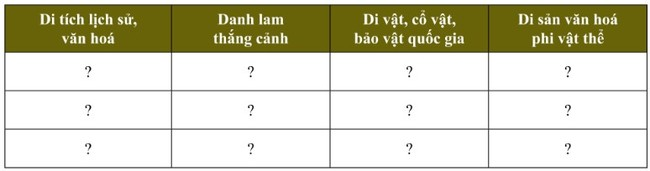 Di tích lịch sử, văn hoá | Danh lam thắng cảnh | Di vật, cổ vật, bảo vật quốc gia | Di sản văn hoá phi vật thể
? | ? | ? | ?
? | ? | ? | ?
? | ? | ? | ?